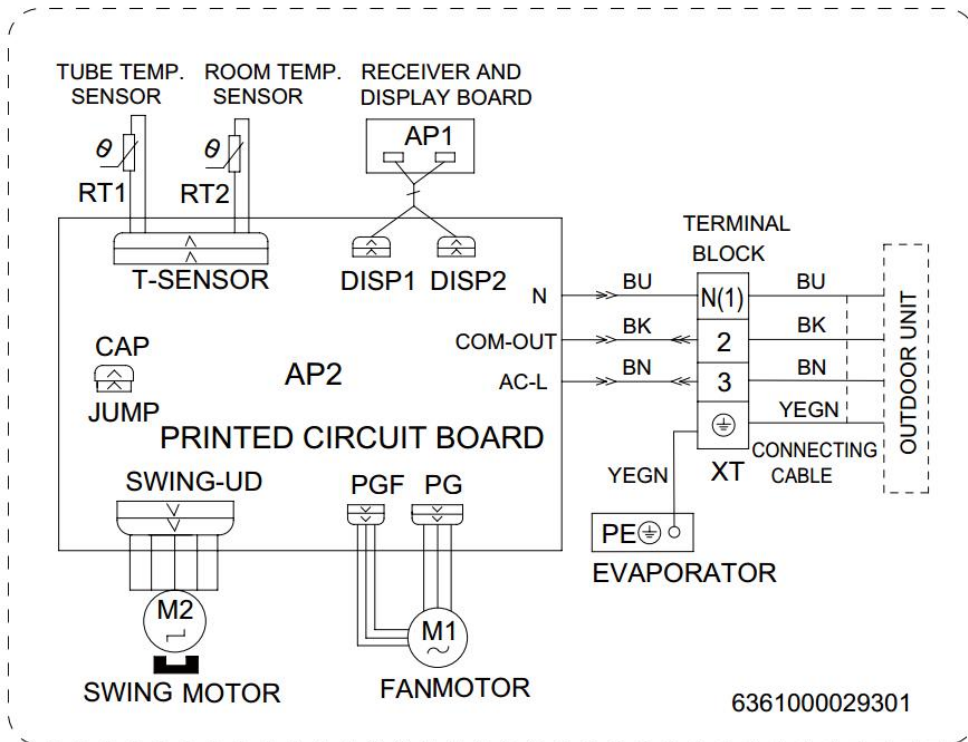 TUBE TEMP.
SENSOR
ROOM TEMP.
SENSOR
RECEIVER AND
DISPLAY BOARD
AP1
θ
RT1
θ
RT2
T-SENSOR
DISP1
DISP2
TERMINAL
BLOCK
N
BU
N(1)
BU
COM-OUT
BK
2
BK
AC-L
BN
3
BN
YEGN
OUTDOOR UNIT
CAP
JUMP
AP2
PRINTED CIRCUIT BOARD
XT
CONNECTING
CABLE
YEGN
SWING-UD
PGF
PG
PE
EVAPORATOR
M2
M1
~
SWING MOTOR
FANMOTOR
6361000029301